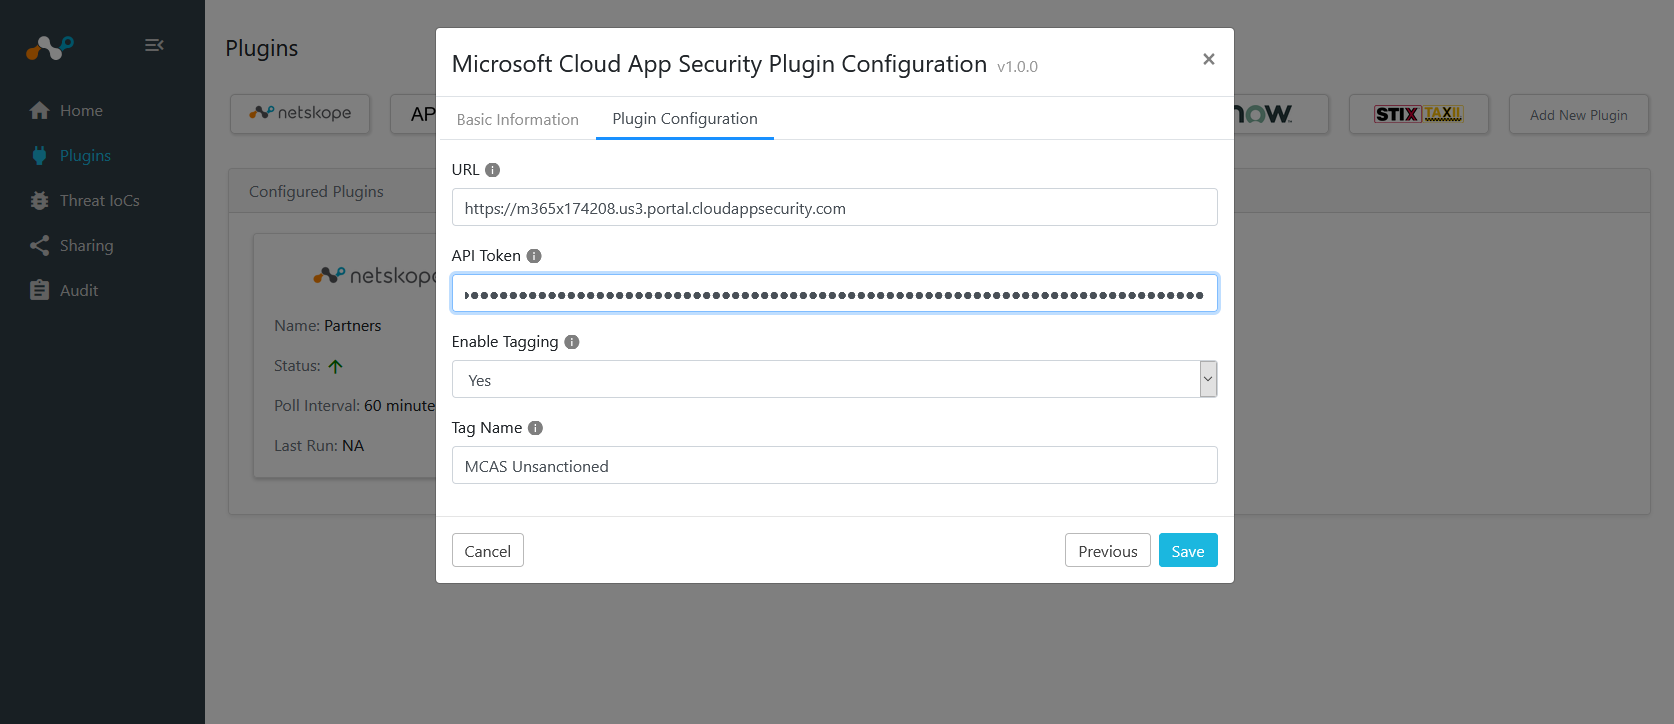 Home
Plugins
Threat IoCs
Sharing
Audit
Plugins
netskope
AP
now
STIX TAXII
Add New Plugin
Configured Plugins
netskope
Name: Partners
Status:
Poll Interval: 60 minute
Last Run: NA
Microsoft Cloud App Security Plugin Configuration v1.0.0
×
Basic Information Plugin Configuration
URL
https://m365x174208.us3.portal.cloudappsecurity.com
API Token
Enable Tagging
Yes
Tag Name
MCAS Unsanctioned
Cancel Previous Save